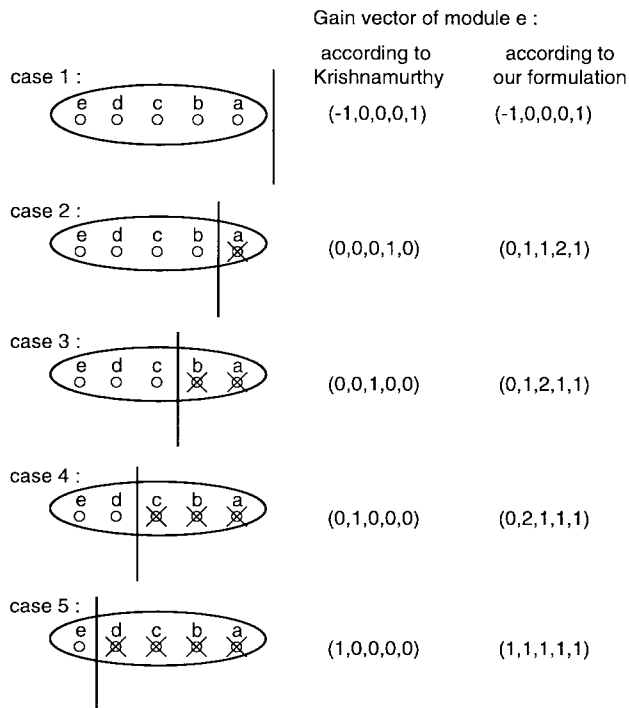 Gain vector of module e :
according to according to
Krishnamurthy our formulation
case 1 :
e d c b a
(-1,0,0,0,1) (-1,0,0,0,1)
case 2 :
e d c b a
(0,0,0,1,0) (0,1,1,2,1)
case 3 :
e d c b a
(0,0,1,0,0) (0,1,2,1,1)
case 4 :
e d c b a
(0,1,0,0,0) (0,2,1,1,1)
case 5 :
e d c b a
(1,0,0,0,0) (1,1,1,1,1)